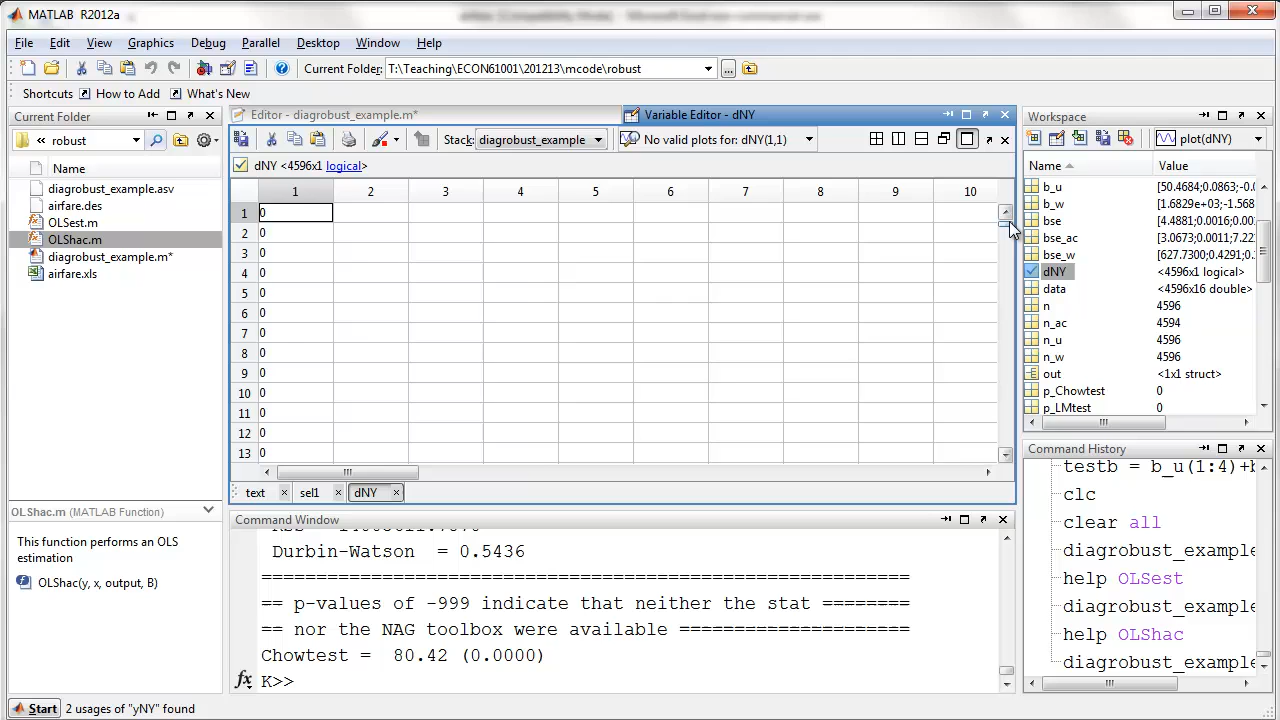 MATLAB R2012a
File Edit View Graphics Debug Parallel Desktop Window Help
Current Folder: T:\Teaching\ECON61001\201213\mcode\robust
Shortcuts How to Add What's New
Current Folder
« robust
Name
diagrobust_example.asv
airfare.des
OLSest.m
OLShac.m
diagrobust_example.m*
airfare.xls
OLShac.m (MATLAB Function)
This function performs an OLS
estimation
OLShac(y, x, output, B)
Editor - diagrobust_example.m*
Variable Editor - dNY
Stack: diagrobust_example
No valid plots for: dNY(1,1)
dNY <4596x1 logical>
1 2 3 4 5 6 7 8 9 10
1 0
2 0
3 0
4 0
5 0
6 0
7 0
8 0
9 0
10 0
11 0
12 0
13 0
text sel1 dNY
Command Window
Durbin-Watson = 0.5436
================================================================
== p-values of -999 indicate that neither the stat ========
== nor the NAG toolbox were available =====================
Chowtest = 80.42 (0.0000)
fx K>>
Workspace
plot(dNY)
Name Value
b_u [50.4684;0.0863;-0.
b_w [1.6829e+03;-1.568
bse [4.4881;0.0016;0.00
bse_ac [3.0673;0.0011;7.22
bse_w [627.7300;0.4291;0.
dNY <4596x1 logical>
data <4596x16 double>
n 4596
n_ac 4594
n_u 4596
n_w 4596
out <1x1 struct>
p_Chowtest 0
p_LMtest 0
Command History
testb = b_u(1:4)+b
clc
clear all
diagrobust_example
help OLSest
diagrobust_example
help OLShac
diagrobust_example
Start 2 usages of "yNY" found